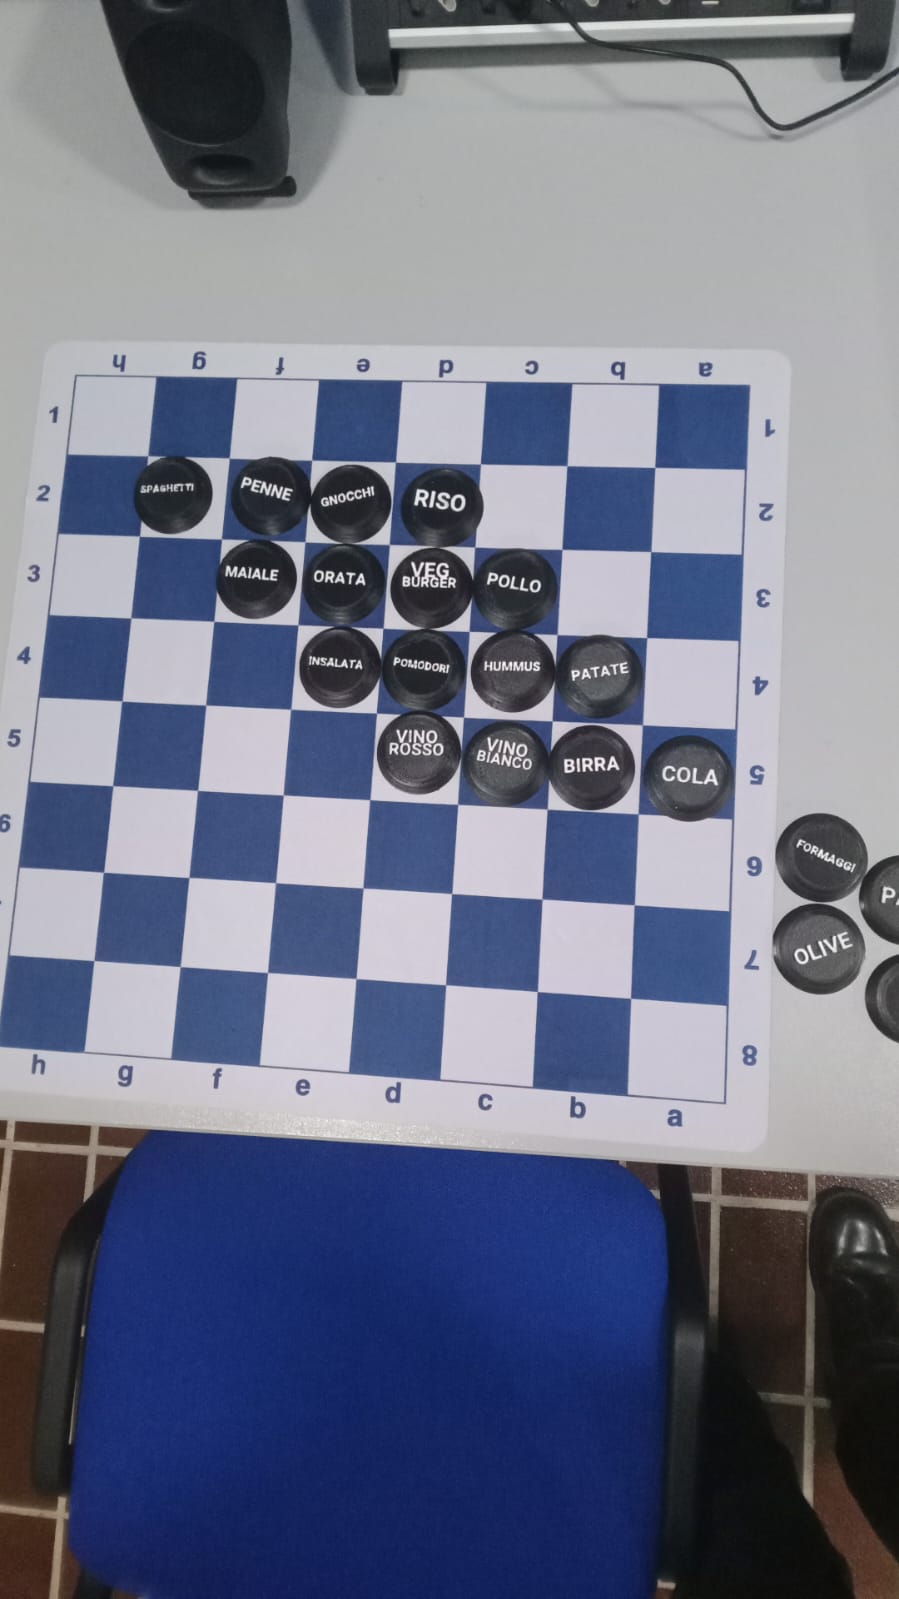 h g f e d c b a
1 1
2 SPAGHETTI PENNE GNOCCHI RISO 2
3 MAIALE ORATA VEG BURGER POLLO 3
4 INSALATA POMODORI HUMMUS PATATE 4
5 VINO ROSSO VINO BIANCO BIRRA COLA 5
6 6
FORMAGGI
7
OLIVE
8
h g f e d c b a